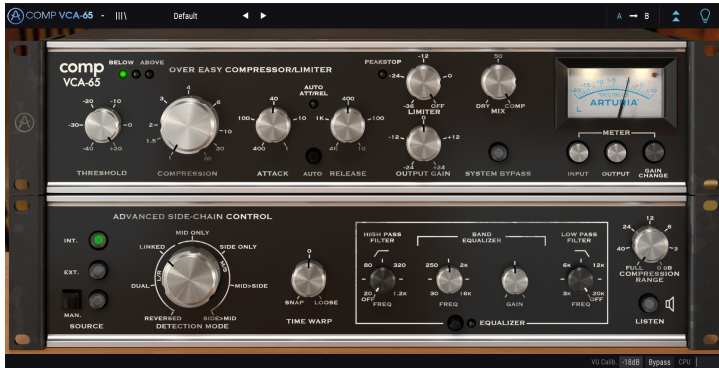 COMP VCA-65
Default
A → B
BELOW ABOVE
comp
VCA-65
OVER EASY COMPRESSOR/LIMITER
-20 -10
-30 -0
-40 +20
THRESHOLD
4
3 6
2 10
1.5 20
1 ∞
COMPRESSION
40
100 10
400 1
ATTACK
AUTO
ATT/REL
AUTO
400
1K 100
4K 10
RELEASE
PEAKSTOP
-12
-24 0
-36 OFF
LIMITER
0
-12 +12
-24 +24
OUTPUT GAIN
50
DRY COMP
MIX
SYSTEM BYPASS
ARTURIA
L
METER
INPUT OUTPUT GAIN
CHANGE
ADVANCED SIDE-CHAIN CONTROL
INT.
EXT.
MAN.
SOURCE
MID ONLY
LINKED SIDE ONLY
L/R M/S
DUAL MID>SIDE
REVERSED SIDE>MID
DETECTION MODE
0
SNAP LOOSE
TIME WARP
HIGH PASS
FILTER
80 320
20 1.2K
OFF
FREQ
BAND
EQUALIZER
250 2K
30 16K
FREQ
GAIN
LOW PASS
FILTER
6K 12K
3K 20K
OFF
FREQ
EQUALIZER
12
24 6
40 3
FULL 0 dB
COMPRESSION
RANGE
LISTEN
VU Calib. -18dB Bypass CPU